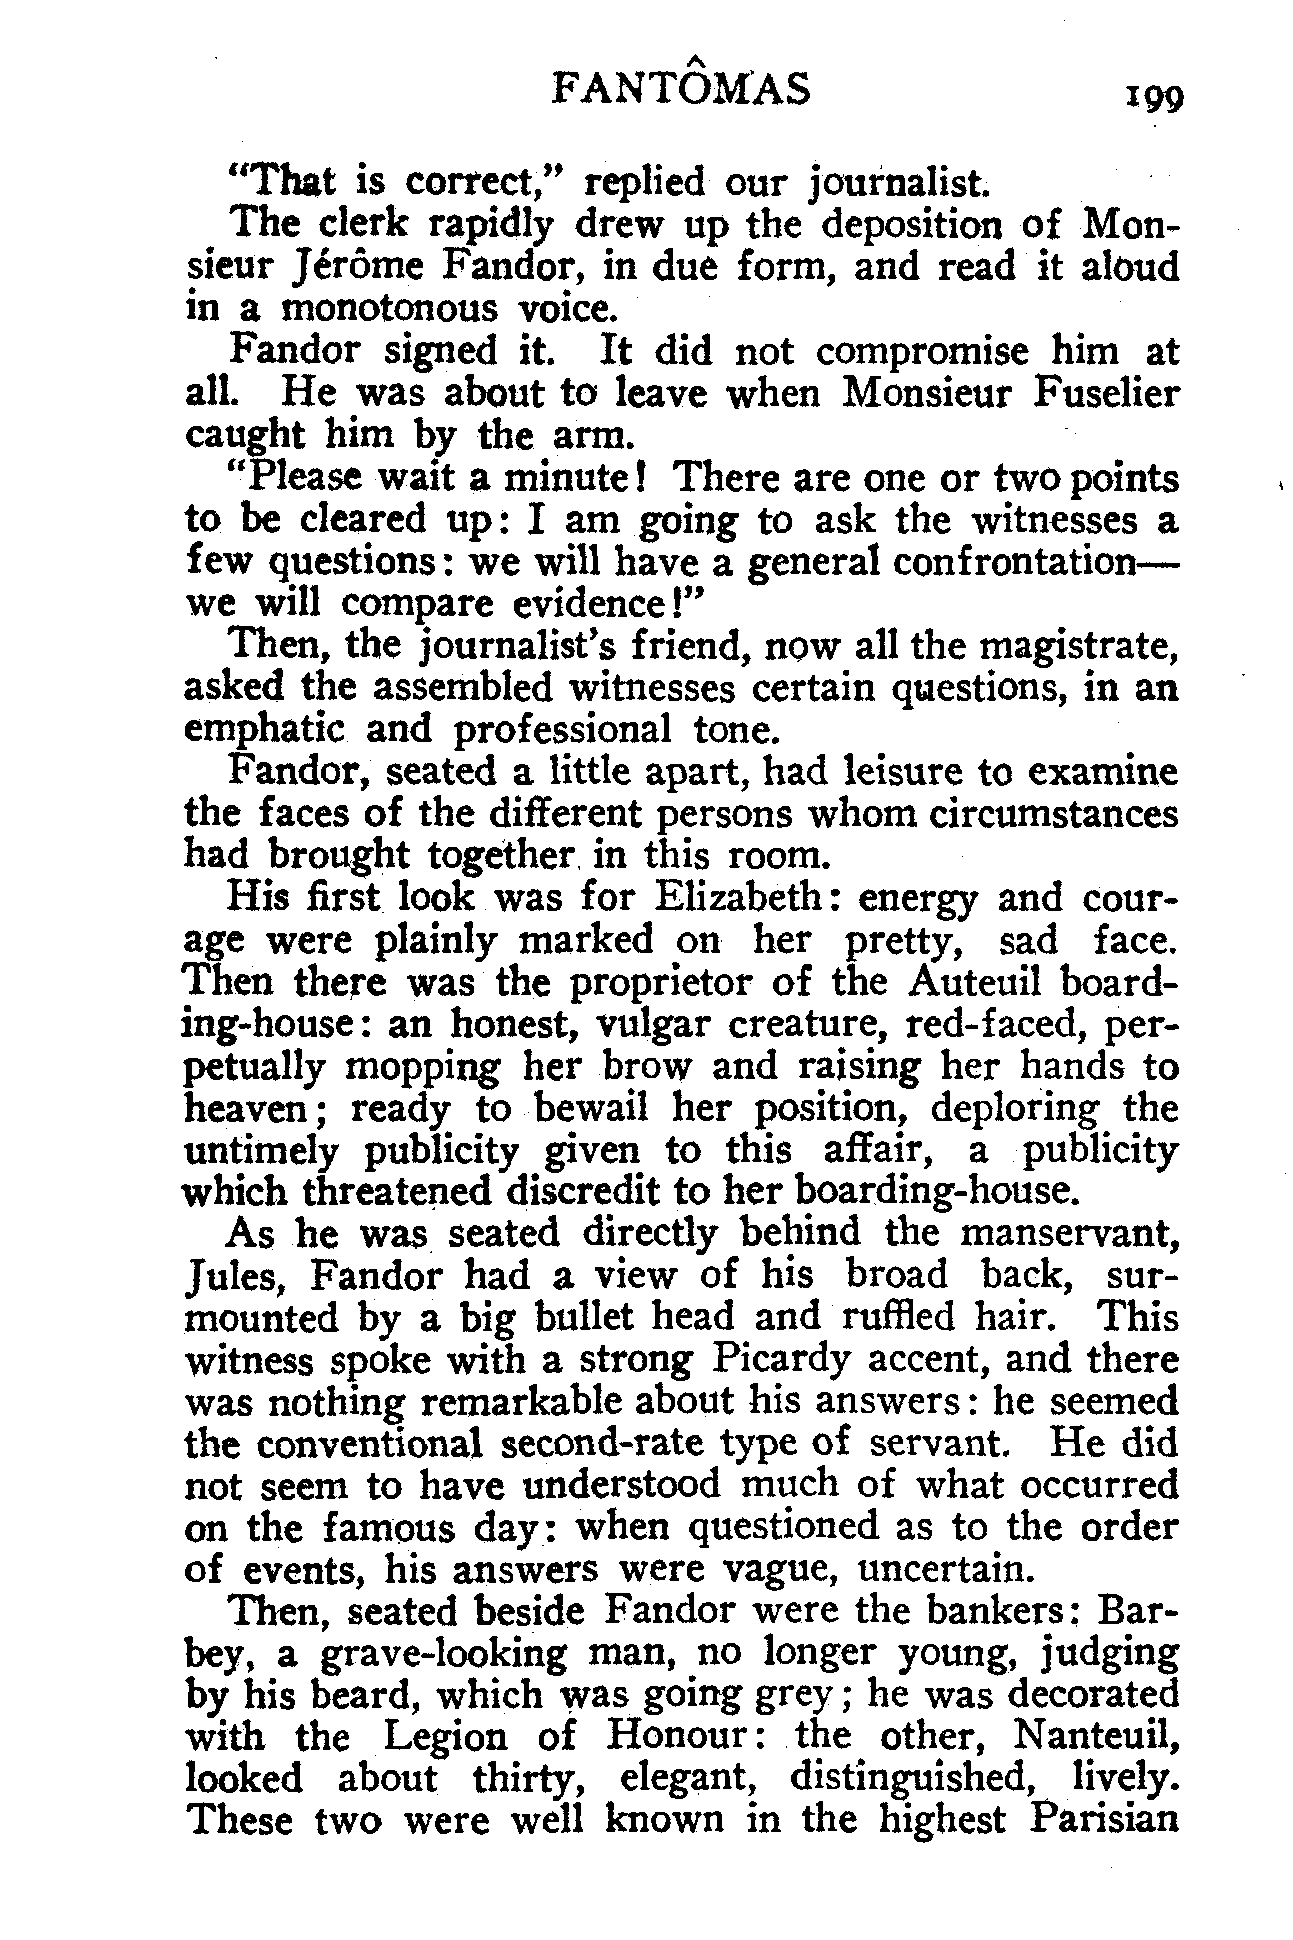 FANTÔMAS 199
“That is correct,” replied our journalist.
The clerk rapidly drew up the deposition of Mon-
sieur Jérôme Fandor, in due form, and read it aloud
in a monotonous voice.
Fandor signed it. It did not compromise him at
all. He was about to leave when Monsieur Fuselier
caught him by the arm.
“Please wait a minute! There are one or two points
to be cleared up: I am going to ask the witnesses a
few questions: we will have a general confrontation—
we will compare evidence!”
Then, the journalist’s friend, now all the magistrate,
asked the assembled witnesses certain questions, in an
emphatic and professional tone.
Fandor, seated a little apart, had leisure to examine
the faces of the different persons whom circumstances
had brought together in this room.
His first look was for Elizabeth: energy and cour-
age were plainly marked on her pretty, sad face.
Then there was the proprietor of the Auteuil board-
ing-house: an honest, vulgar creature, red-faced, per-
petually mopping her brow and raising her hands to
heaven; ready to bewail her position, deploring the
untimely publicity given to this affair, a publicity
which threatened discredit to her boarding-house.
As he was seated directly behind the manservant,
Jules, Fandor had a view of his broad back, sur-
mounted by a big bullet head and ruffled hair. This
witness spoke with a strong Picardy accent, and there
was nothing remarkable about his answers: he seemed
the conventional second-rate type of servant. He did
not seem to have understood much of what occurred
on the famous day: when questioned as to the order
of events, his answers were vague, uncertain.
Then, seated beside Fandor were the bankers: Bar-
bey, a grave-looking man, no longer young, judging
by his beard, which was going grey; he was decorated
with the Legion of Honour: the other, Nanteuil,
looked about thirty, elegant, distinguished, lively.
These two were well known in the highest Parisian